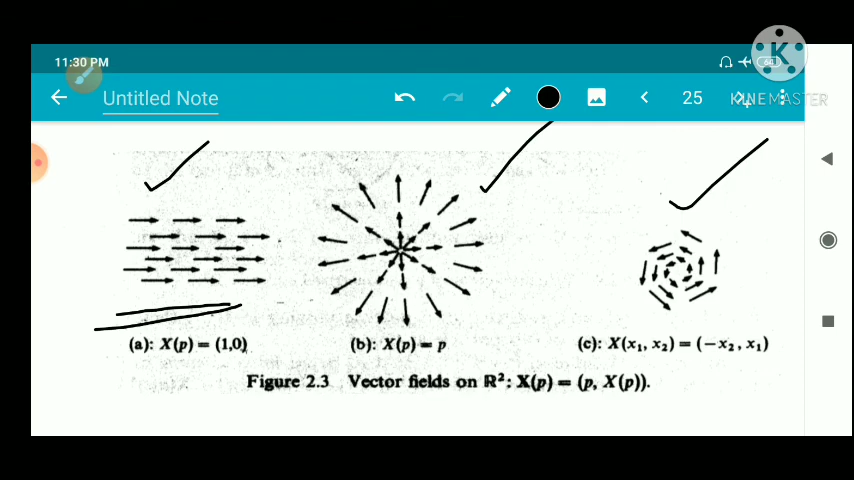 11:30 PM
Untitled Note
25
K
KINEMASTER
(a): X(p) = (1,0)
(b): X(p) = p
(c): X(x₁, x₂) = (−x₂, x₁)
Figure 2.3 Vector fields on R²: X(p) = (p, X(p)).